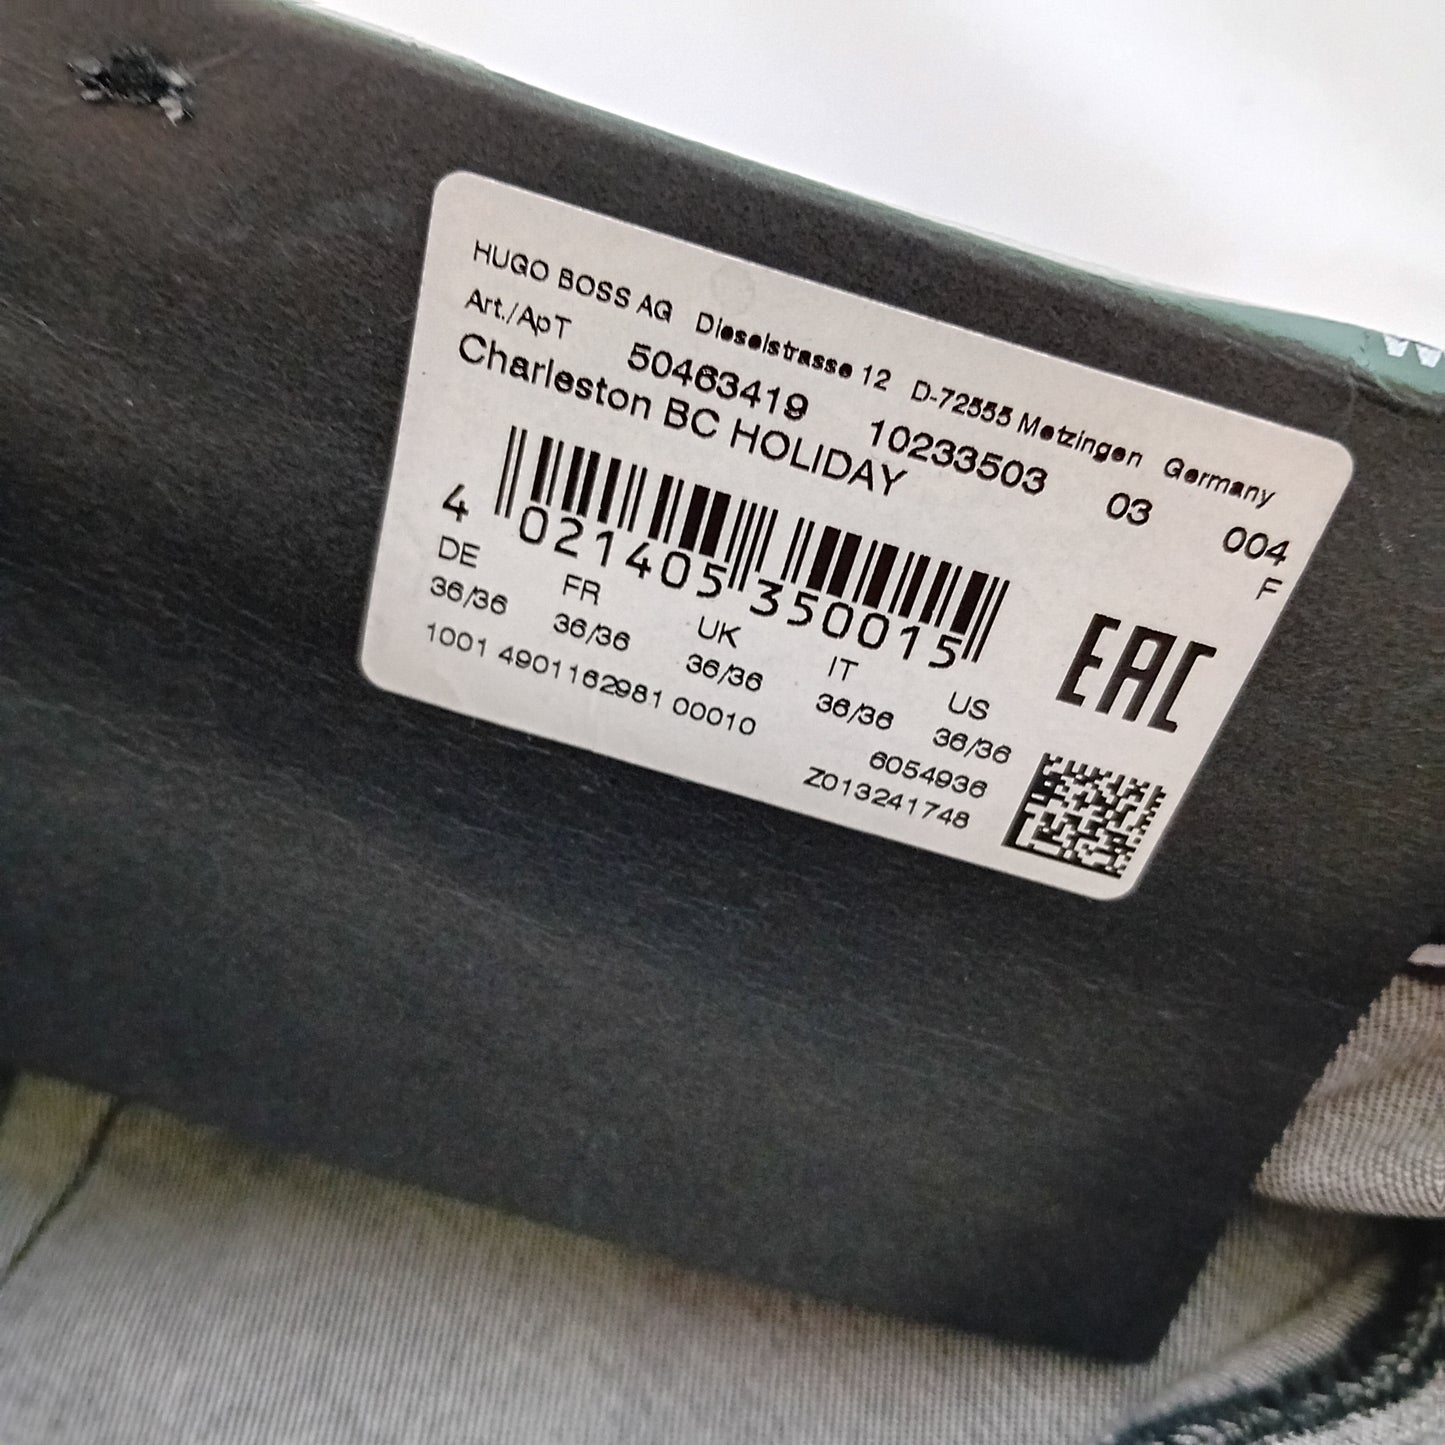 HUGO BOSS AG Dieselstrasse 12 D-72555 Metzingen Germany
Art./АрТ 50463419 10233503 03 004
Charleston BC HOLIDAY F
4 021405 350015
DE FR UK IT US
36/36 36/36 36/36 36/36 36/36
1001 4901162981 00010 6054936
Z013241748
EAC
W